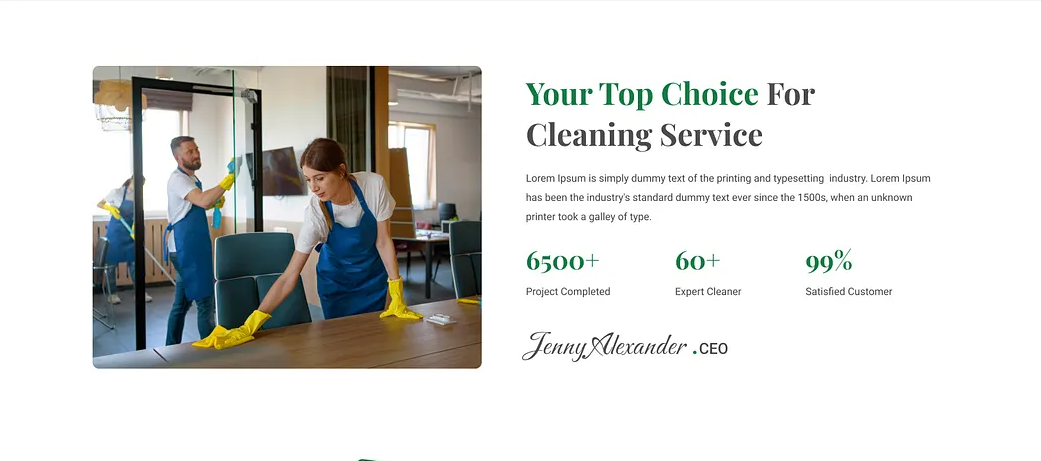 Your Top Choice For
Cleaning Service
Lorem Ipsum is simply dummy text of the printing and typesetting  industry. Lorem Ipsum
has been the industry's standard dummy text ever since the 1500s, when an unknown
printer took a galley of type.
6500+ 60+ 99%
Project Completed Expert Cleaner Satisfied Customer
Jenny Alexander .CEO